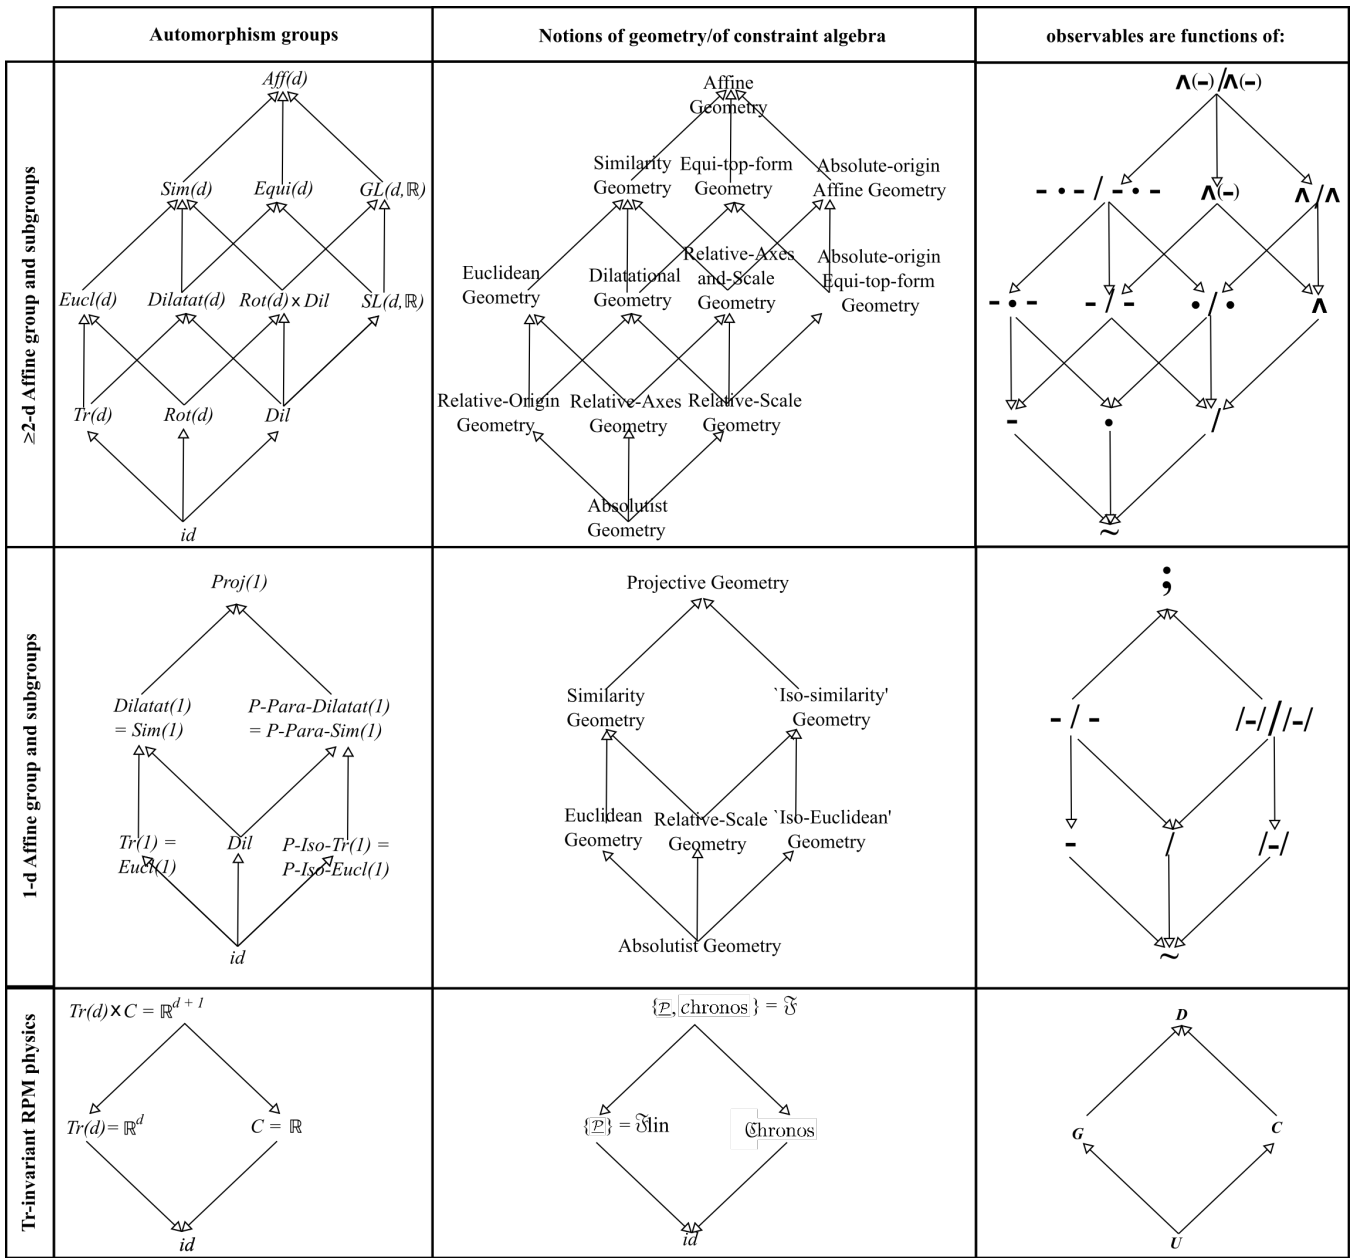 Automorphism groups
Notions of geometry/of constraint algebra
observables are functions of:
≥2-d Affine group and subgroups
Aff(d)
Sim(d) Equi(d) GL(d,ℝ)
Eucl(d) Dilatat(d) Rot(d) x Dil SL(d,ℝ)
Tr(d) Rot(d) Dil
id
Affine
Geometry
Similarity
Geometry
Equi-top-form
Geometry
Absolute-origin
Affine Geometry
Euclidean
Geometry
Dilatational
Geometry
Relative-Axes
and-Scale
Geometry
Absolute-origin
Equi-top-form
Geometry
Relative-Origin
Geometry
Relative-Axes
Geometry
Relative-Scale
Geometry
Absolutist
Geometry
∧(-)/∧(-)
- • - / - • -
∧(-)
∧/∧
- • -
- / -
• / •
∧
-
•
/
~
1-d Affine group and subgroups
Proj(1)
Dilatat(1)
= Sim(1)
P-Para-Dilatat(1)
= P-Para-Sim(1)
Tr(1) =
Eucl(1)
Dil
P-Iso-Tr(1) =
P-Iso-Eucl(1)
id
Projective Geometry
Similarity
Geometry
`Iso-similarity'
Geometry
Euclidean
Geometry
Relative-Scale
Geometry
`Iso-Euclidean'
Geometry
Absolutist Geometry
;
- / -
/-///-/
-
/
/-/
~
Tr-invariant RPM physics
Tr(d) x C = ℝ^{d + 1}
Tr(d) = ℝ^d
C = ℝ
id
{𝒫, chronos} = 𝔉
{𝒫} = 𝔉lin
ℭhronos
id
D
G
C
U